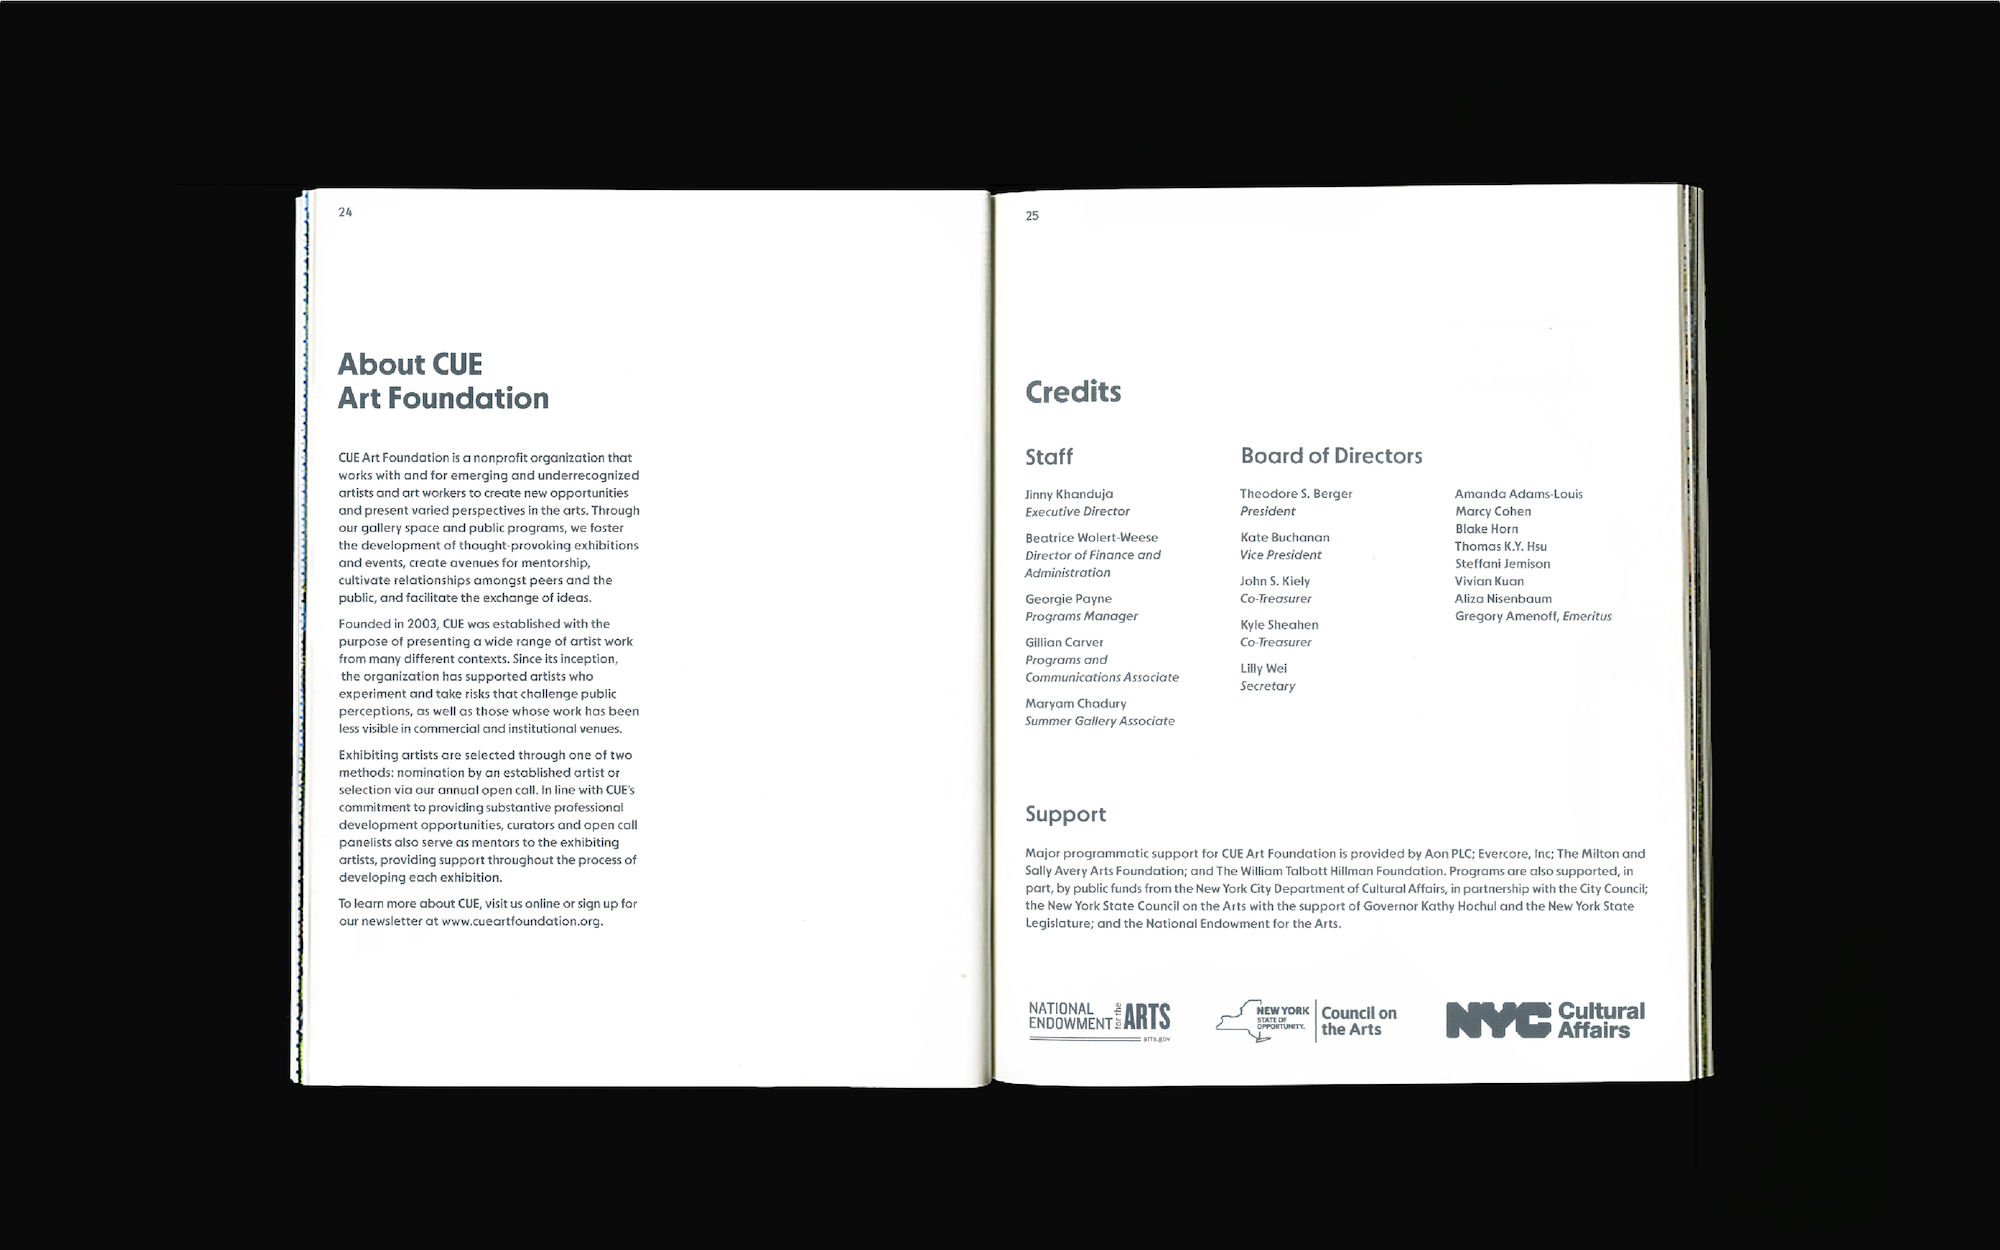 24
About CUE
Art Foundation
CUE Art Foundation is a nonprofit organization that
works with and for emerging and underrecognized
artists and art workers to create new opportunities
and present varied perspectives in the arts. Through
our gallery space and public programs, we foster
the development of thought-provoking exhibitions
and events, create avenues for mentorship,
cultivate relationships amongst peers and the
public, and facilitate the exchange of ideas.
Founded in 2003, CUE was established with the
purpose of presenting a wide range of artist work
from many different contexts. Since its inception,
the organization has supported artists who
experiment and take risks that challenge public
perceptions, as well as those whose work has been
less visible in commercial and institutional venues.
Exhibiting artists are selected through one of two
methods: nomination by an established artist or
selection via our annual open call. In line with CUE's
commitment to providing substantive professional
development opportunities, curators and open call
panelists also serve as mentors to the exhibiting
artists, providing support throughout the process of
developing each exhibition.
To learn more about CUE, visit us online or sign up for
our newsletter at www.cueartfoundation.org.
25
Credits
Staff
Jinny Khanduja
Executive Director
Beatrice Wolert-Weese
Director of Finance and
Administration
Georgie Payne
Programs Manager
Gillian Carver
Programs and
Communications Associate
Maryam Chadury
Summer Gallery Associate
Board of Directors
Theodore S. Berger
President
Kate Buchanan
Vice President
John S. Kiely
Co-Treasurer
Kyle Sheahen
Co-Treasurer
Lilly Wei
Secretary
Amanda Adams-Louis
Marcy Cohen
Blake Horn
Thomas K.Y. Hsu
Steffani Jemison
Vivian Kuan
Aliza Nisenbaum
Gregory Amenoff, Emeritus
Support
Major programmatic support for CUE Art Foundation is provided by Aon PLC; Evercore, Inc; The Milton and
Sally Avery Arts Foundation; and The William Talbott Hillman Foundation. Programs are also supported, in
part, by public funds from the New York City Department of Cultural Affairs, in partnership with the City Council;
the New York State Council on the Arts with the support of Governor Kathy Hochul and the New York State
Legislature; and the National Endowment for the Arts.
NATIONAL
ENDOWMENT for the ARTS
arts.gov
NEW YORK
STATE OF
OPPORTUNITY.
Council on
the Arts
NYC Cultural
Affairs